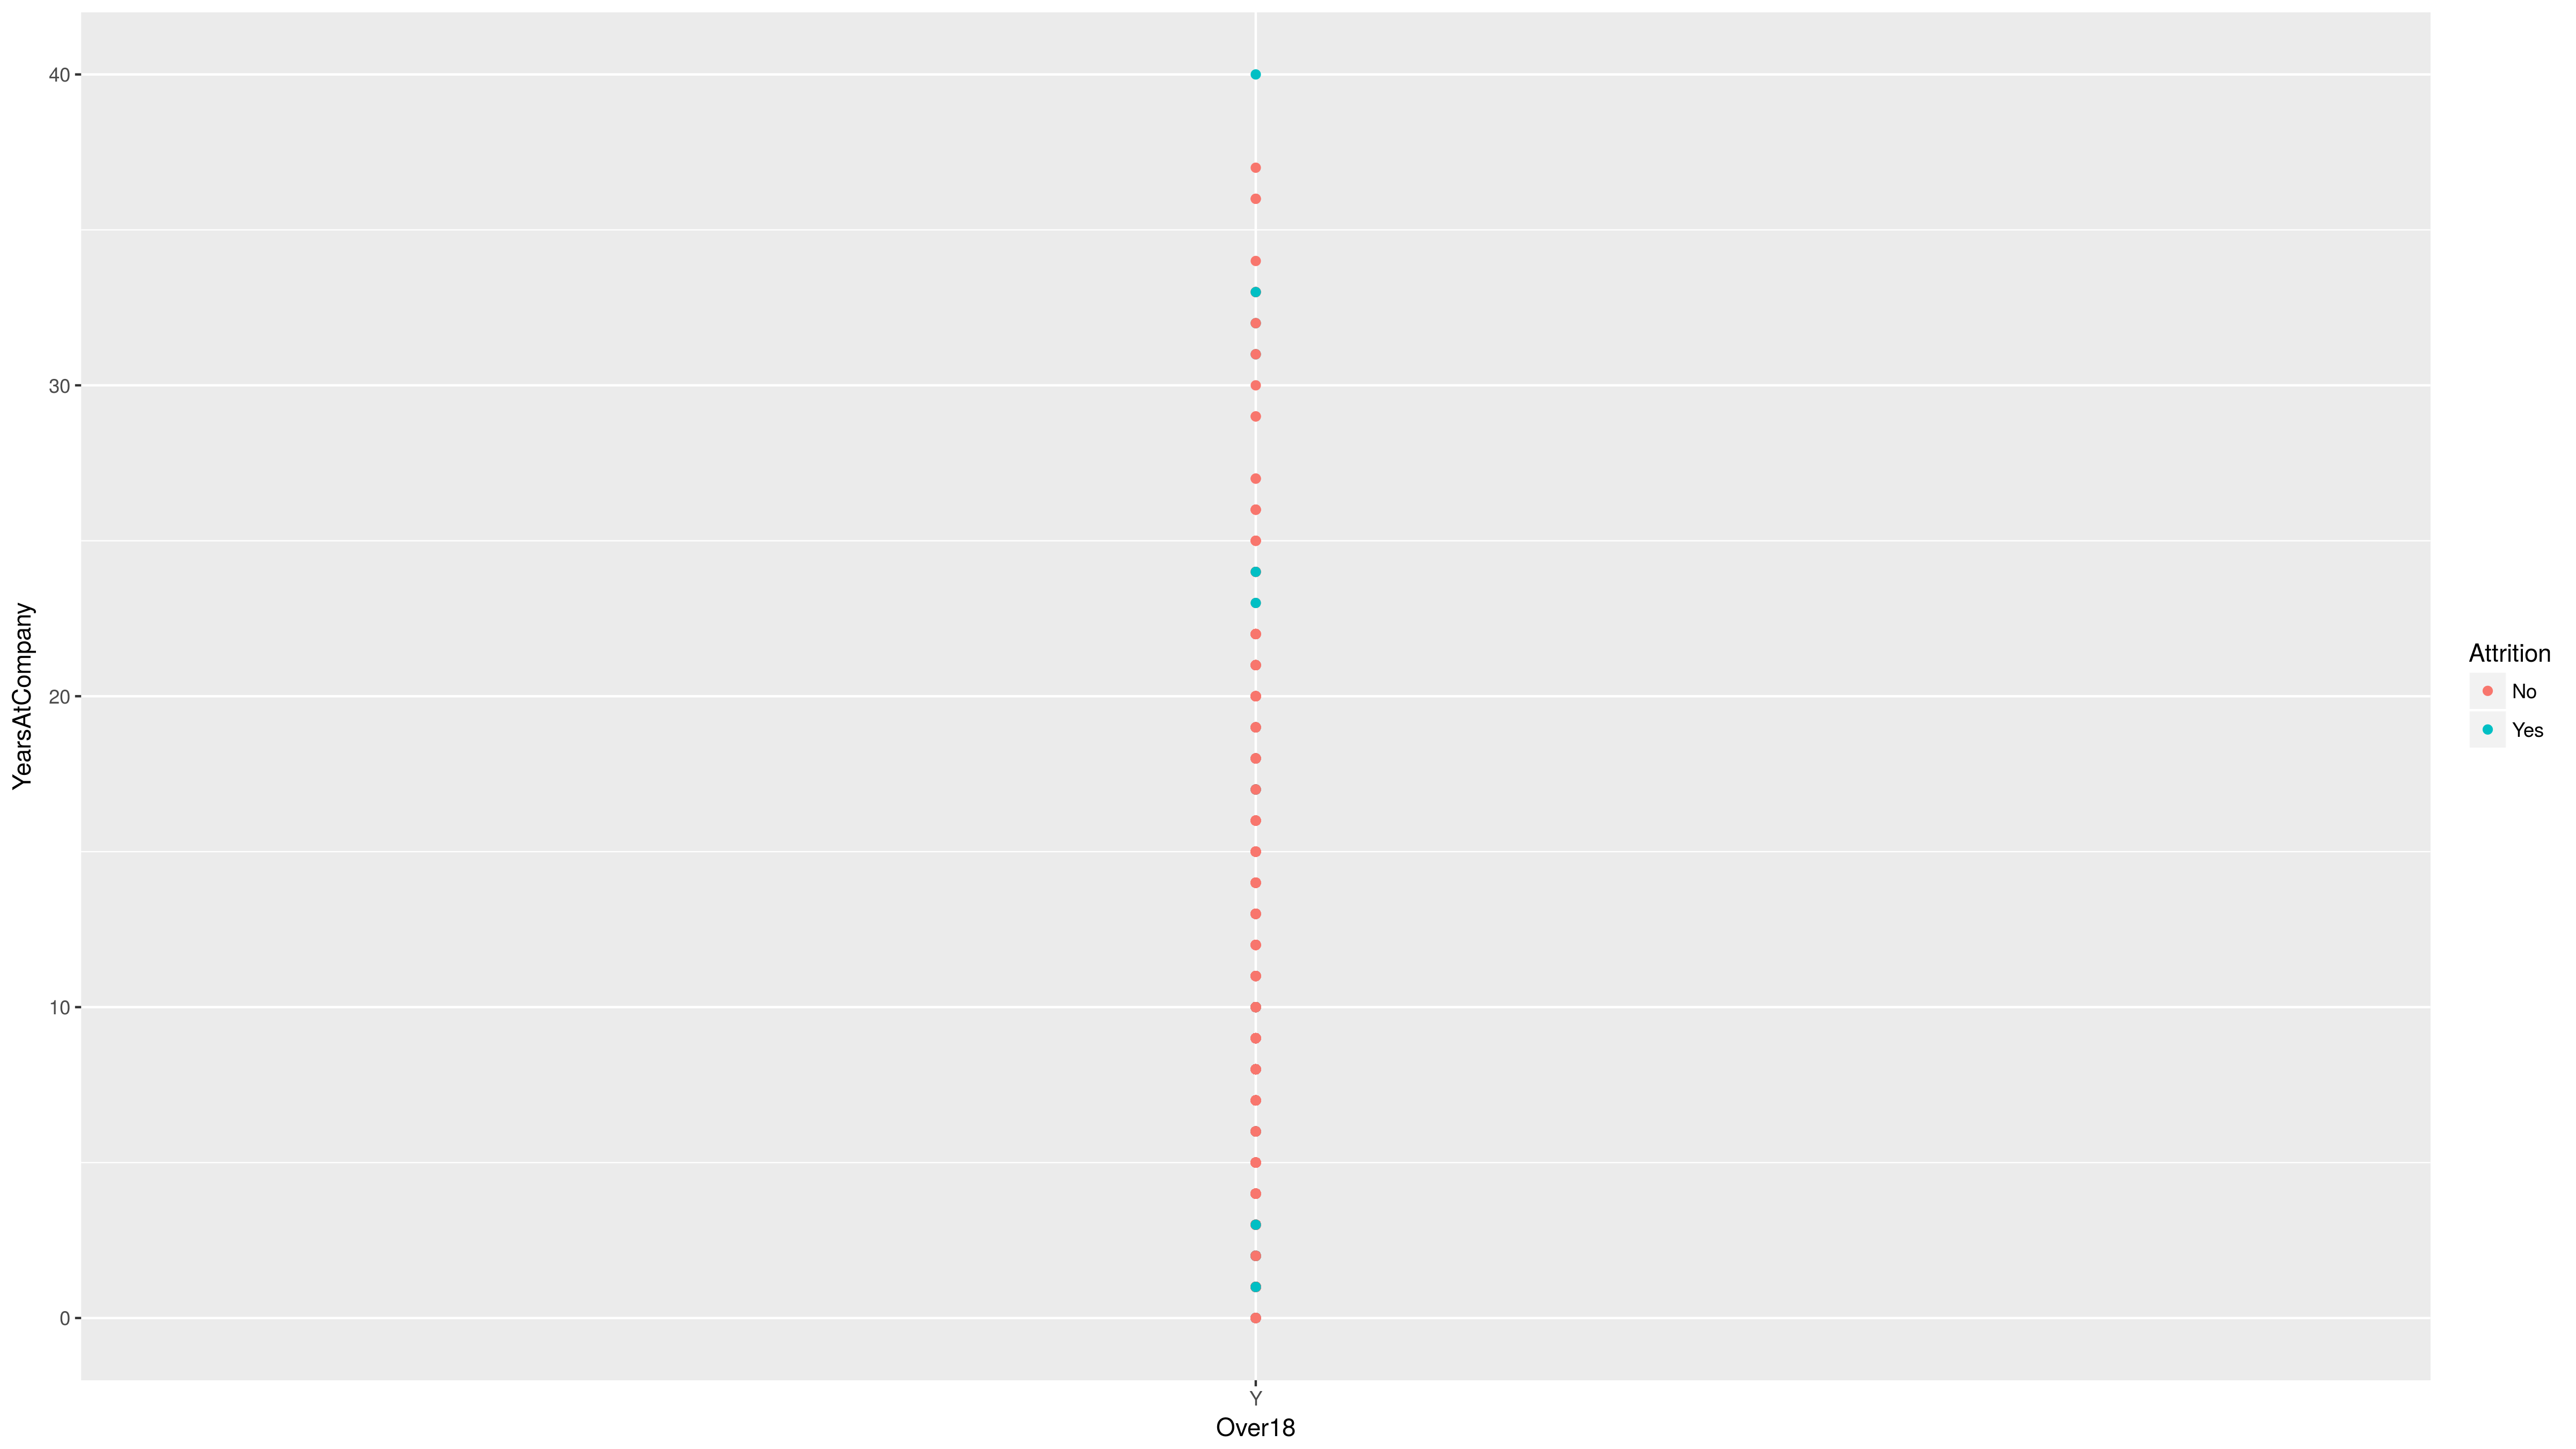 40
30
20
10
0
YearsAtCompany
Y
Over18
Attrition
No
Yes